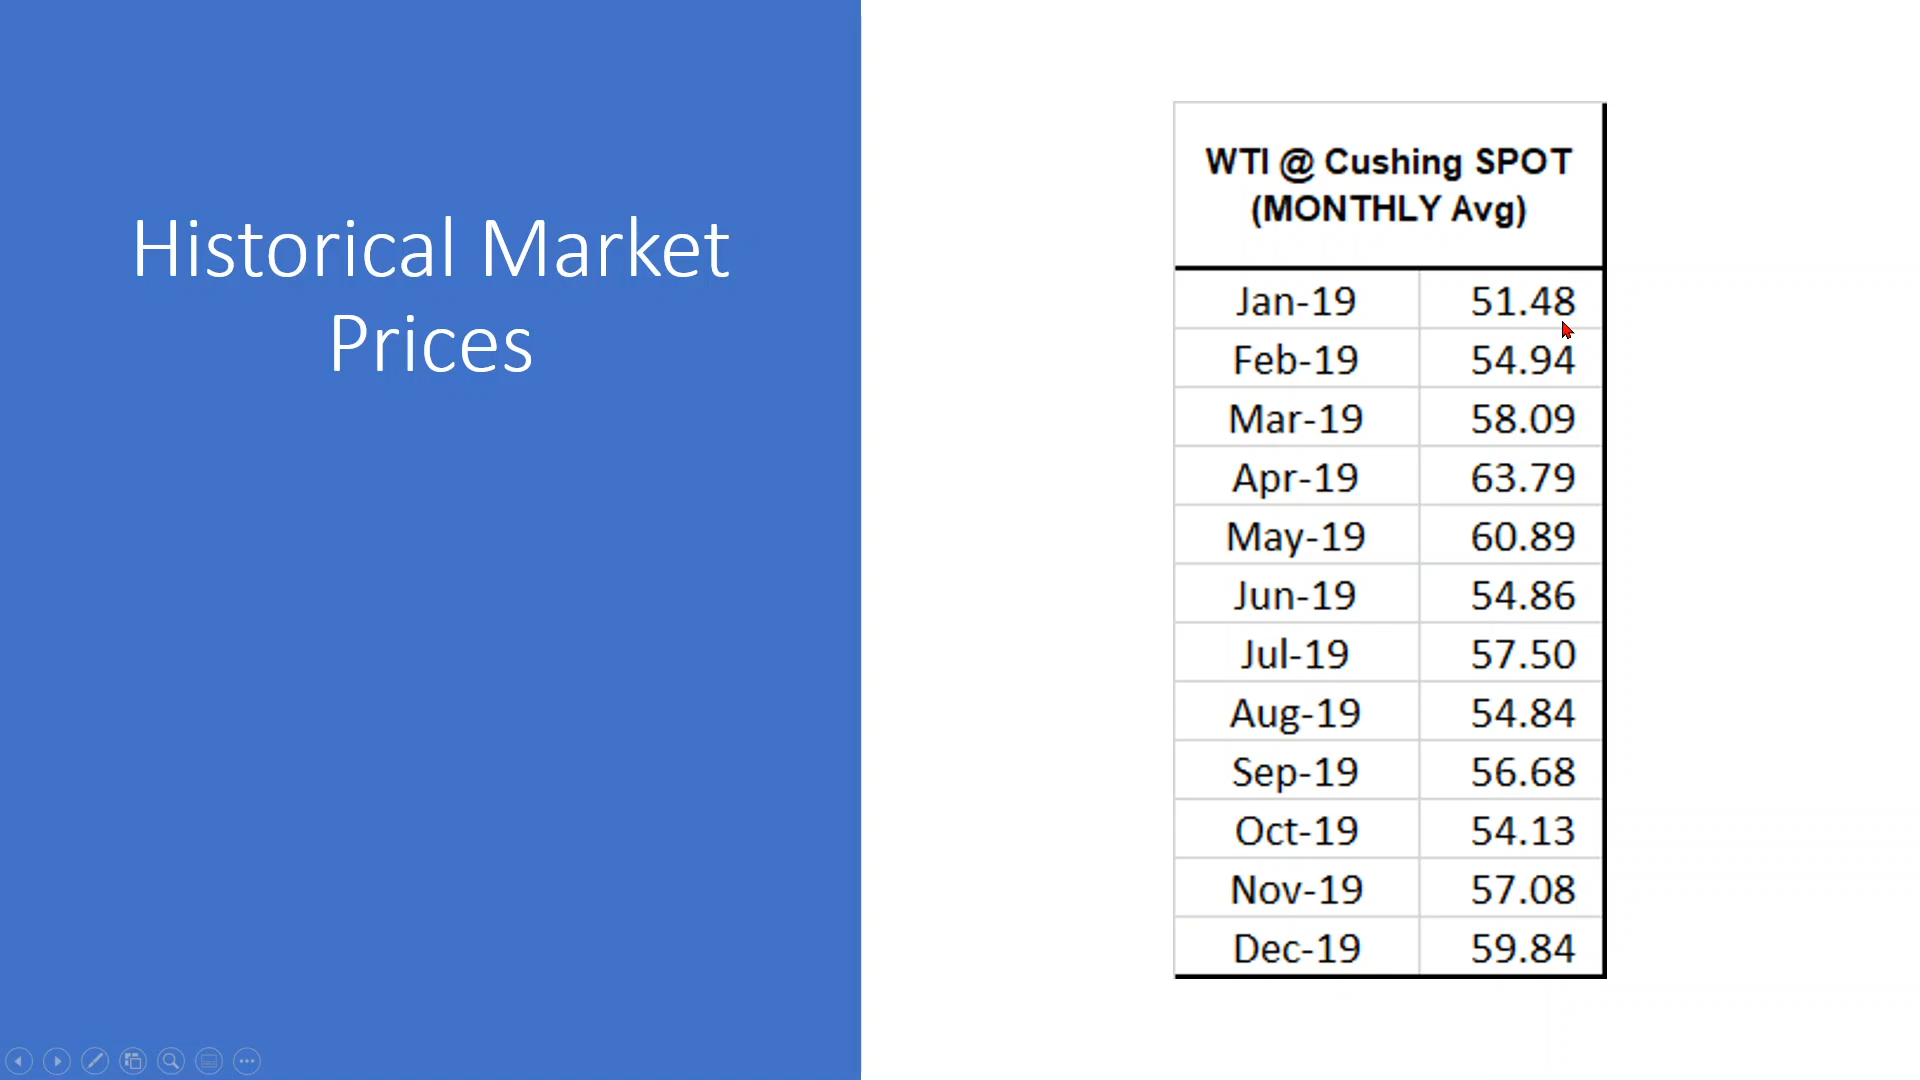 Historical Market
Prices
WTI @ Cushing SPOT
(MONTHLY Avg)
Jan-19 51.48
Feb-19 54.94
Mar-19 58.09
Apr-19 63.79
May-19 60.89
Jun-19 54.86
Jul-19 57.50
Aug-19 54.84
Sep-19 56.68
Oct-19 54.13
Nov-19 57.08
Dec-19 59.84